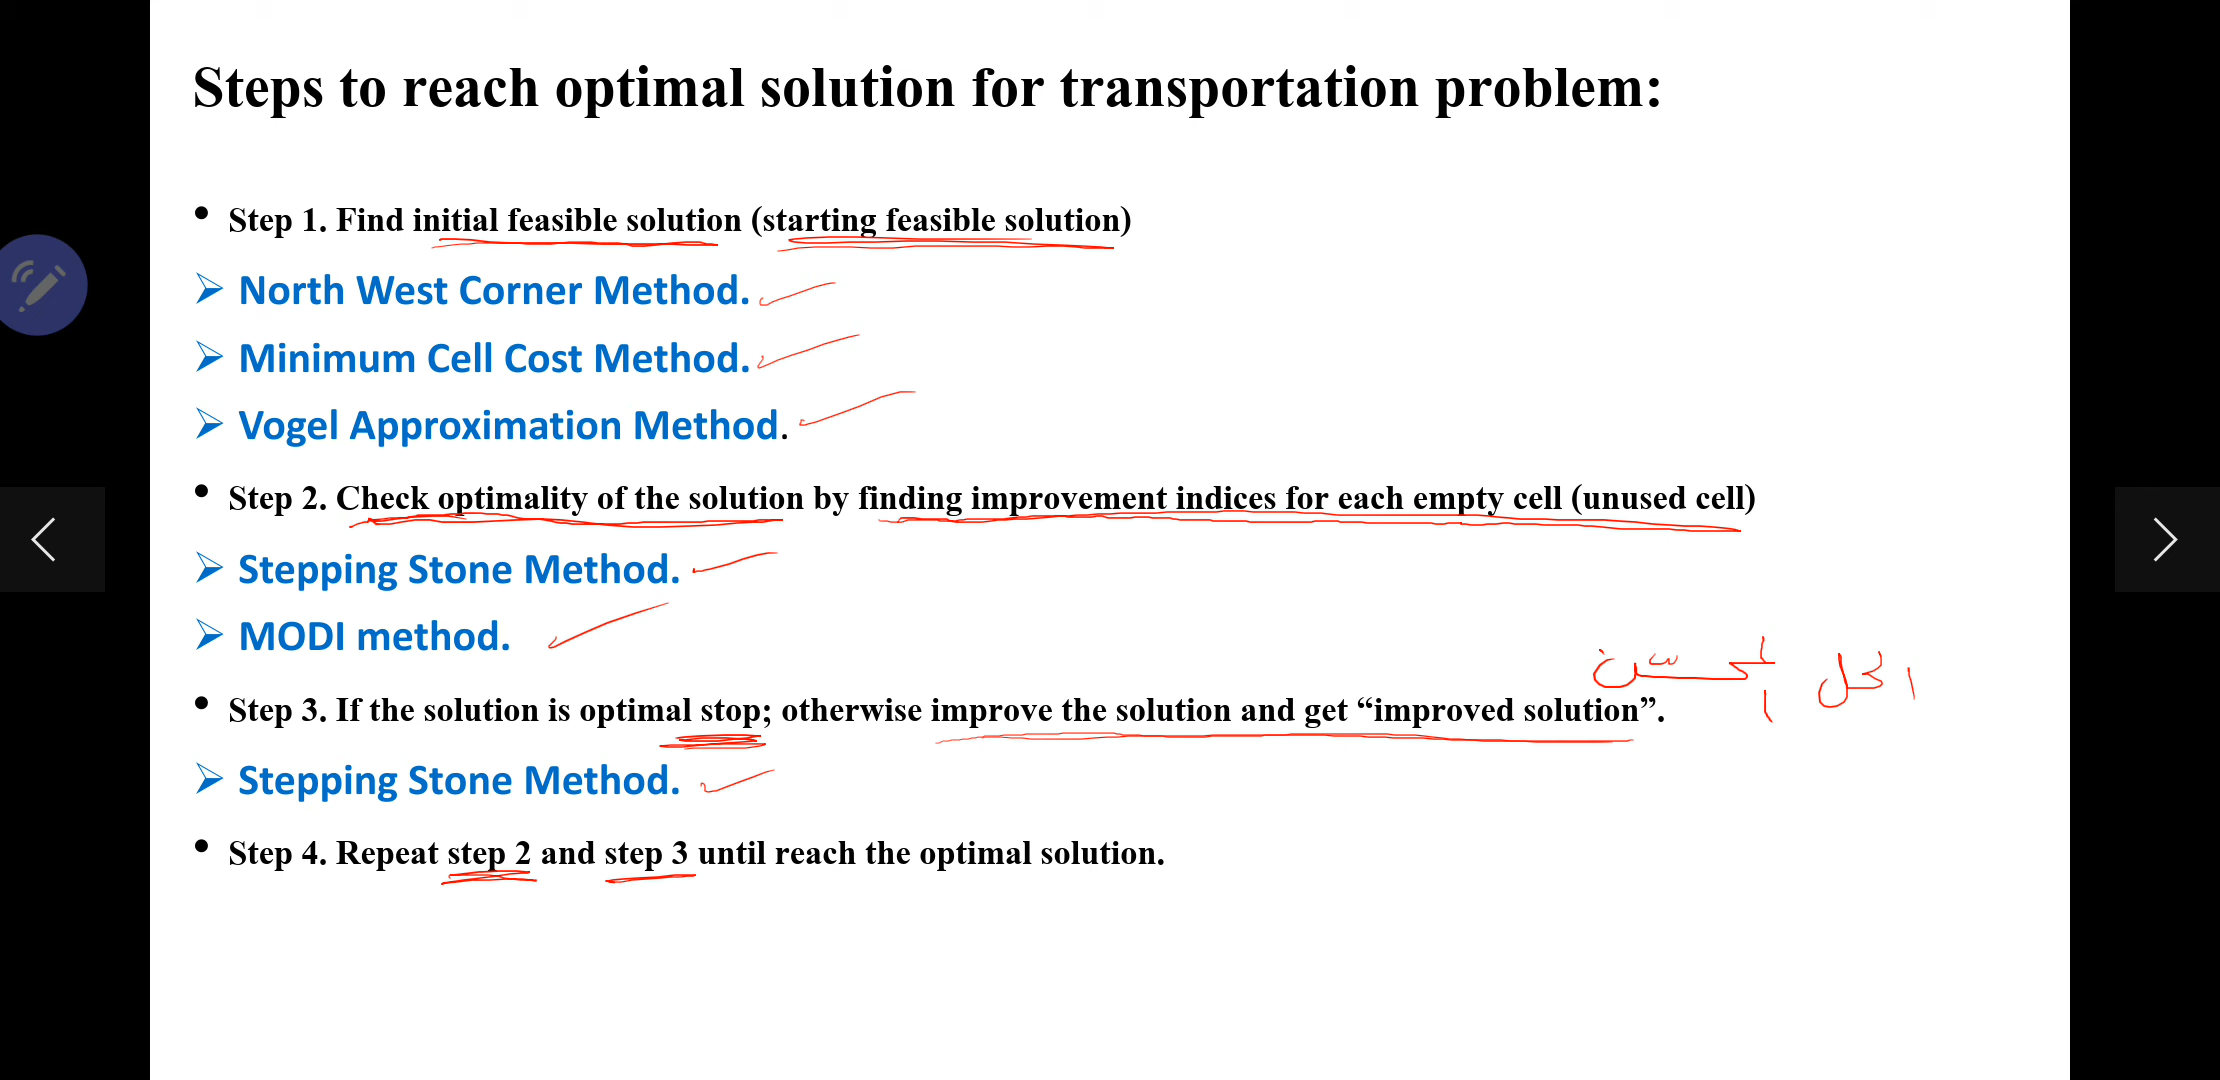 Steps to reach optimal solution for transportation problem:
• Step 1. Find initial feasible solution (starting feasible solution)
➤ North West Corner Method.
➤ Minimum Cell Cost Method.
➤ Vogel Approximation Method.
• Step 2. Check optimality of the solution by finding improvement indices for each empty cell (unused cell)
➤ Stepping Stone Method.
➤ MODI method.
الحل المحسن
• Step 3. If the solution is optimal stop; otherwise improve the solution and get “improved solution”.
➤ Stepping Stone Method.
• Step 4. Repeat step 2 and step 3 until reach the optimal solution.